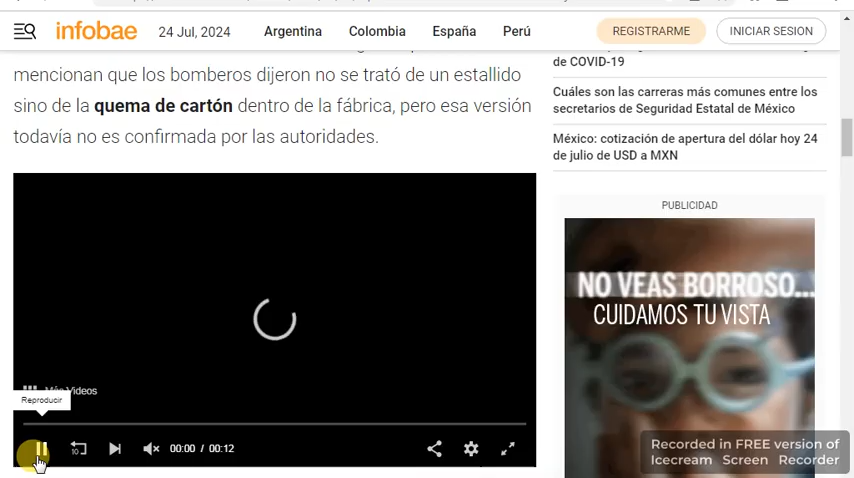 infobae
24 Jul, 2024
Argentina
Colombia
España
Perú
REGISTRARME
INICIAR SESION
mencionan que los bomberos dijeron no se trató de un estallido
sino de la quema de cartón dentro de la fábrica, pero esa versión
todavía no es confirmada por las autoridades.
Más Videos
Reproducir
10
00:00 / 00:12
de COVID-19
Cuáles son las carreras más comunes entre los
secretarios de Seguridad Estatal de México
México: cotización de apertura del dólar hoy 24
de julio de USD a MXN
PUBLICIDAD
NO VEAS BORROSO...
CUIDAMOS TU VISTA
Recorded in FREE version of
Icecream Screen Recorder